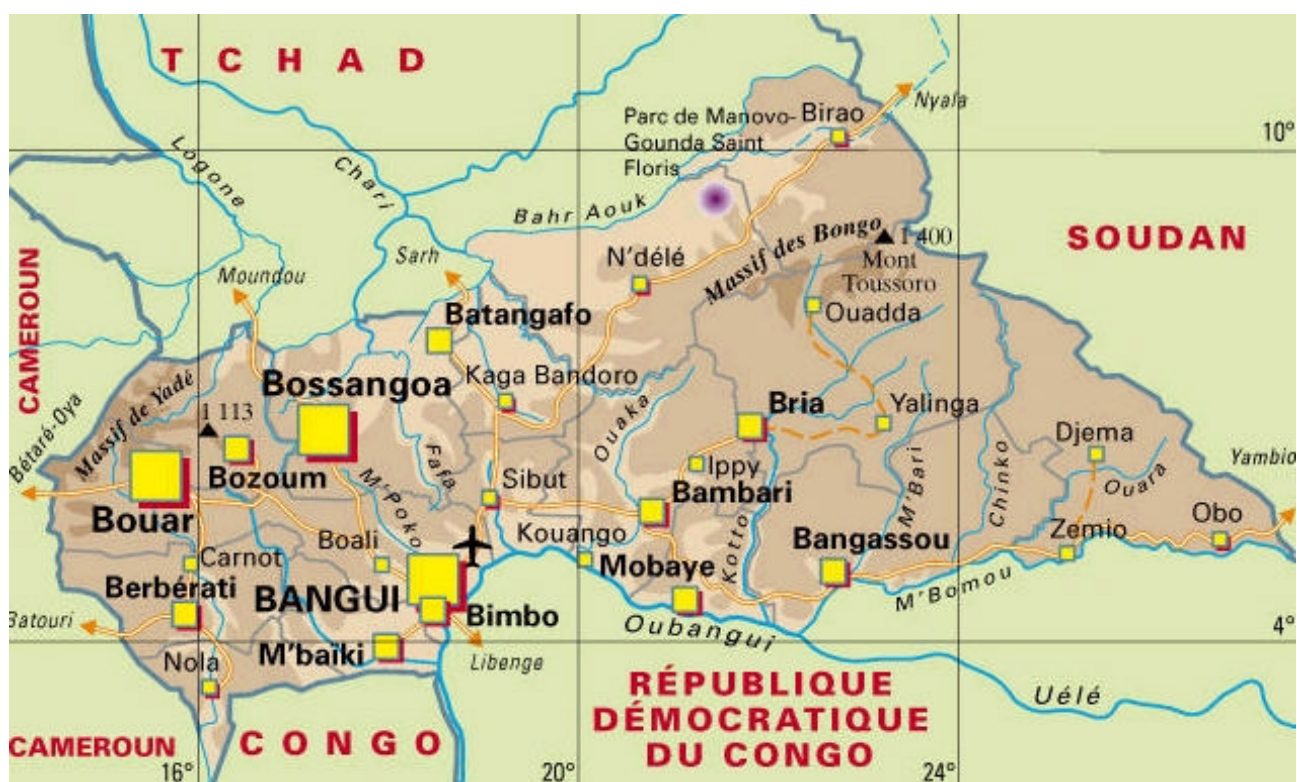 TCHAD
Nyala
Parc de Manovo-
Gounda Saint
Floris
Birao
10°
Logone
Chari
Bahr Aouk
SOUDAN
Massif des Bongo
1 400
Mont
Toussoro
Sarh
N'délé
Moundou
Ouadda
CAMEROUN
Batangafo
Massif de Yadé
Bossangoa
Kaga Bandoro
1 113
Bria
Yalinga
Ouaka
Djema
Bétaré-Oya
Bozoum
Fafa
Ippy
M'Bari
Chinko
Ouara
Yambio
Bouar
M'Poko
Sibut
Bambari
Obo
Carnot
Boali
Kouango
Kotto
Bangassou
Zemio
Berbérati
BANGUI
Mobaye
M'Bomou
Batouri
Bimbo
Oubangui
4°
Nola
M'baïki
Libenge
RÉPUBLIQUE
DÉMOCRATIQUE
DU CONGO
Uélé
CAMEROUN
CONGO
16°
20°
24°